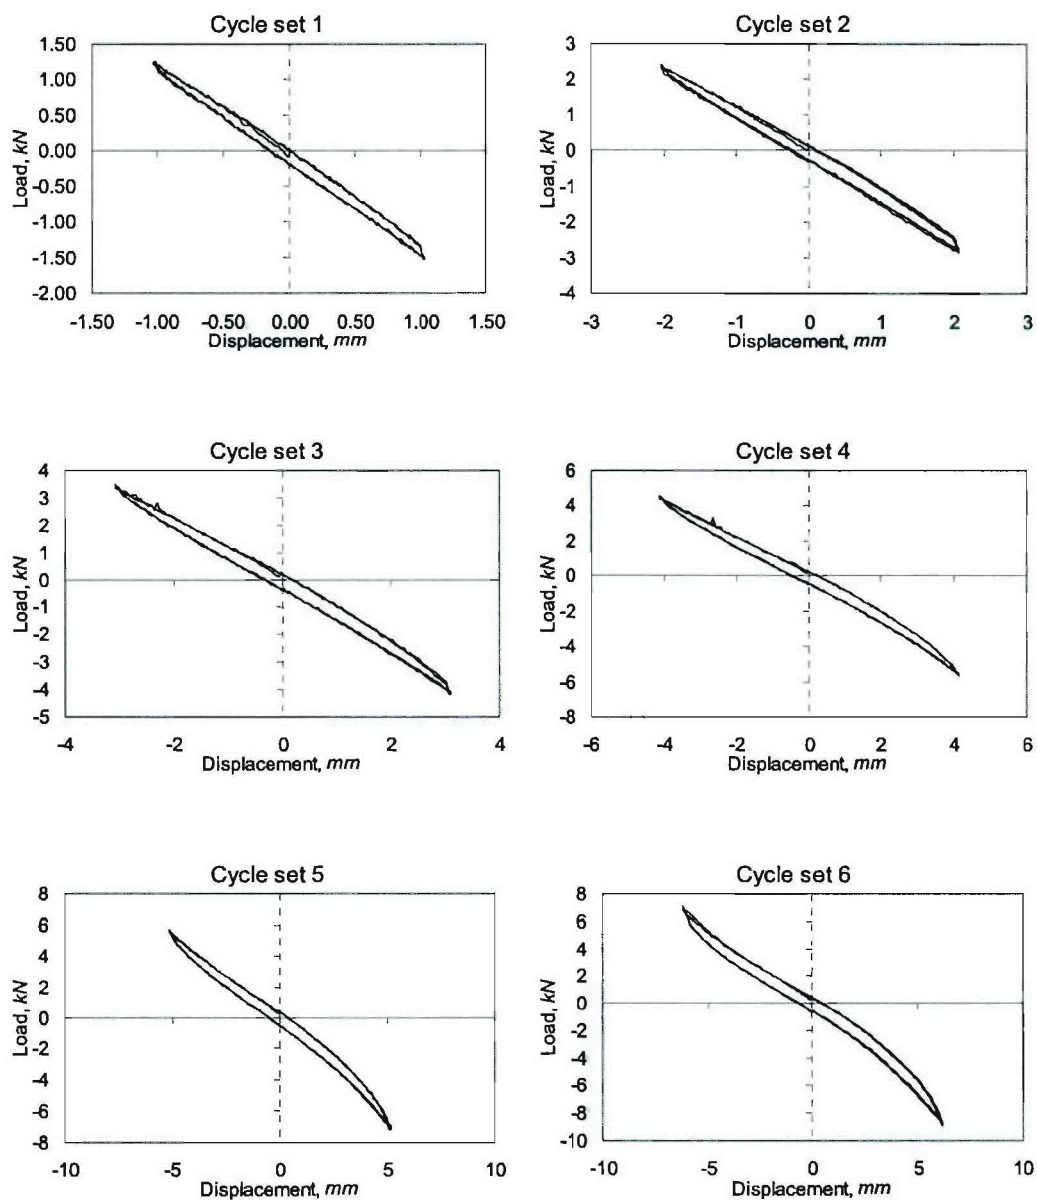 Cycle set 1
1.50
1.00
0.50
0.00
-0.50
-1.00
-1.50
-2.00
Load, kN
-1.50 -1.00 -0.50 0.00 0.50 1.00 1.50
Displacement, mm
Cycle set 2
3
2
1
0
-1
-2
-3
-4
Load, kN
-3 -2 -1 0 1 2 3
Displacement, mm
Cycle set 3
4
3
2
1
0
-1
-2
-3
-4
-5
Load, kN
-4 -2 0 2 4
Displacement, mm
Cycle set 4
6
4
2
0
-2
-4
-6
-8
Load, kN
-6 -4 -2 0 2 4 6
Displacement, mm
Cycle set 5
8
6
4
2
0
-2
-4
-6
-8
Load, kN
-10 -5 0 5 10
Displacement, mm
Cycle set 6
8
6
4
2
0
-2
-4
-6
-8
-10
Load, kN
-10 -5 0 5 10
Displacement, mm